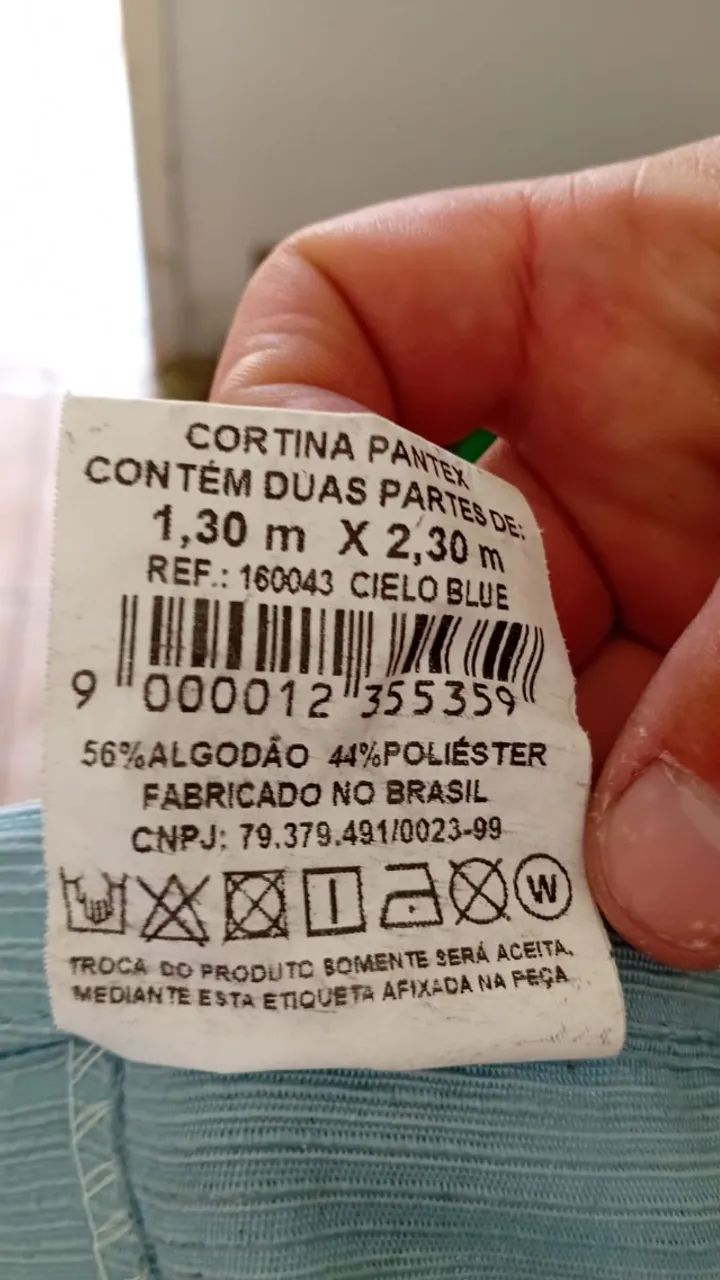 CORTINA PANTEX
CONTÉM DUAS PARTES DE:
1,30 m X 2,30 m
REF.: 160043 CIELO BLUE
9 000012 355359
56%ALGODÃO 44%POLIÉSTER
FABRICADO NO BRASIL
CNPJ: 79.379.491/0023-99
W
TROCA DO PRODUTO SOMENTE SERÁ ACEITA,
MEDIANTE ESTA ETIQUETA AFIXADA NA PEÇA